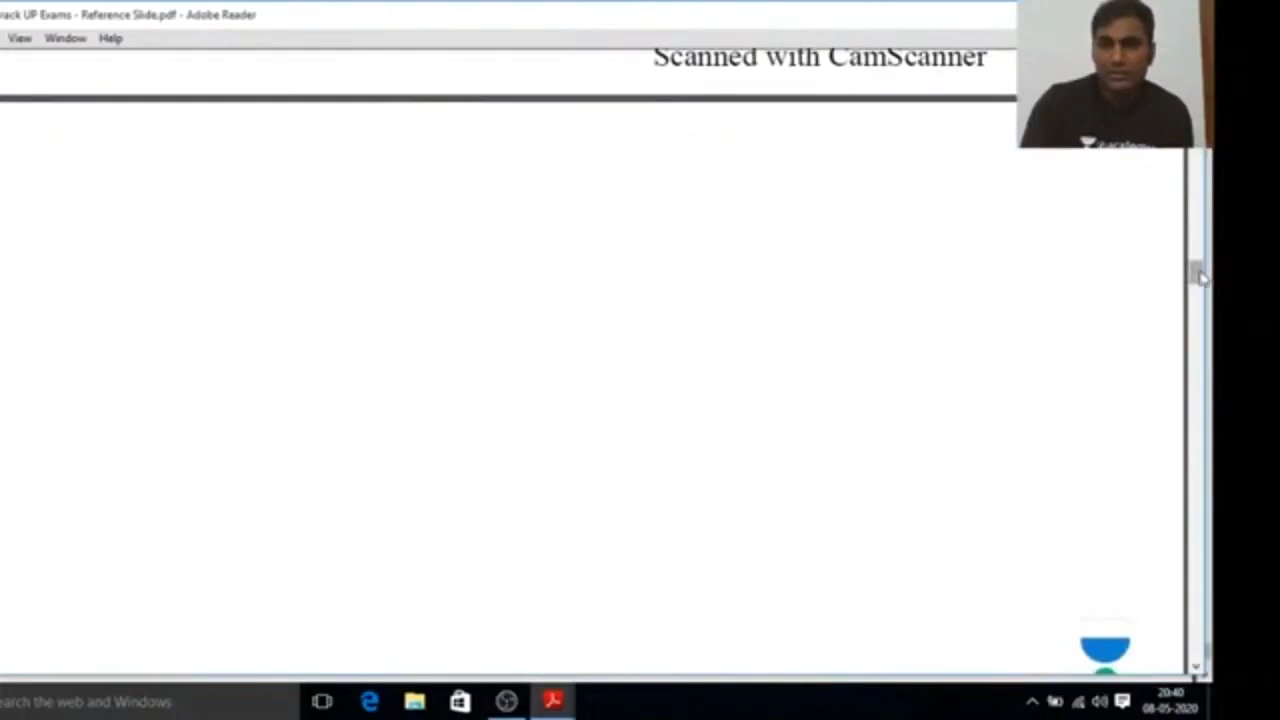 rack UP Exams - Reference Slide.pdf - Adobe Reader
View Window Help
Scanned with CamScanner
earch the web and Windows
20:40
08-05-2020